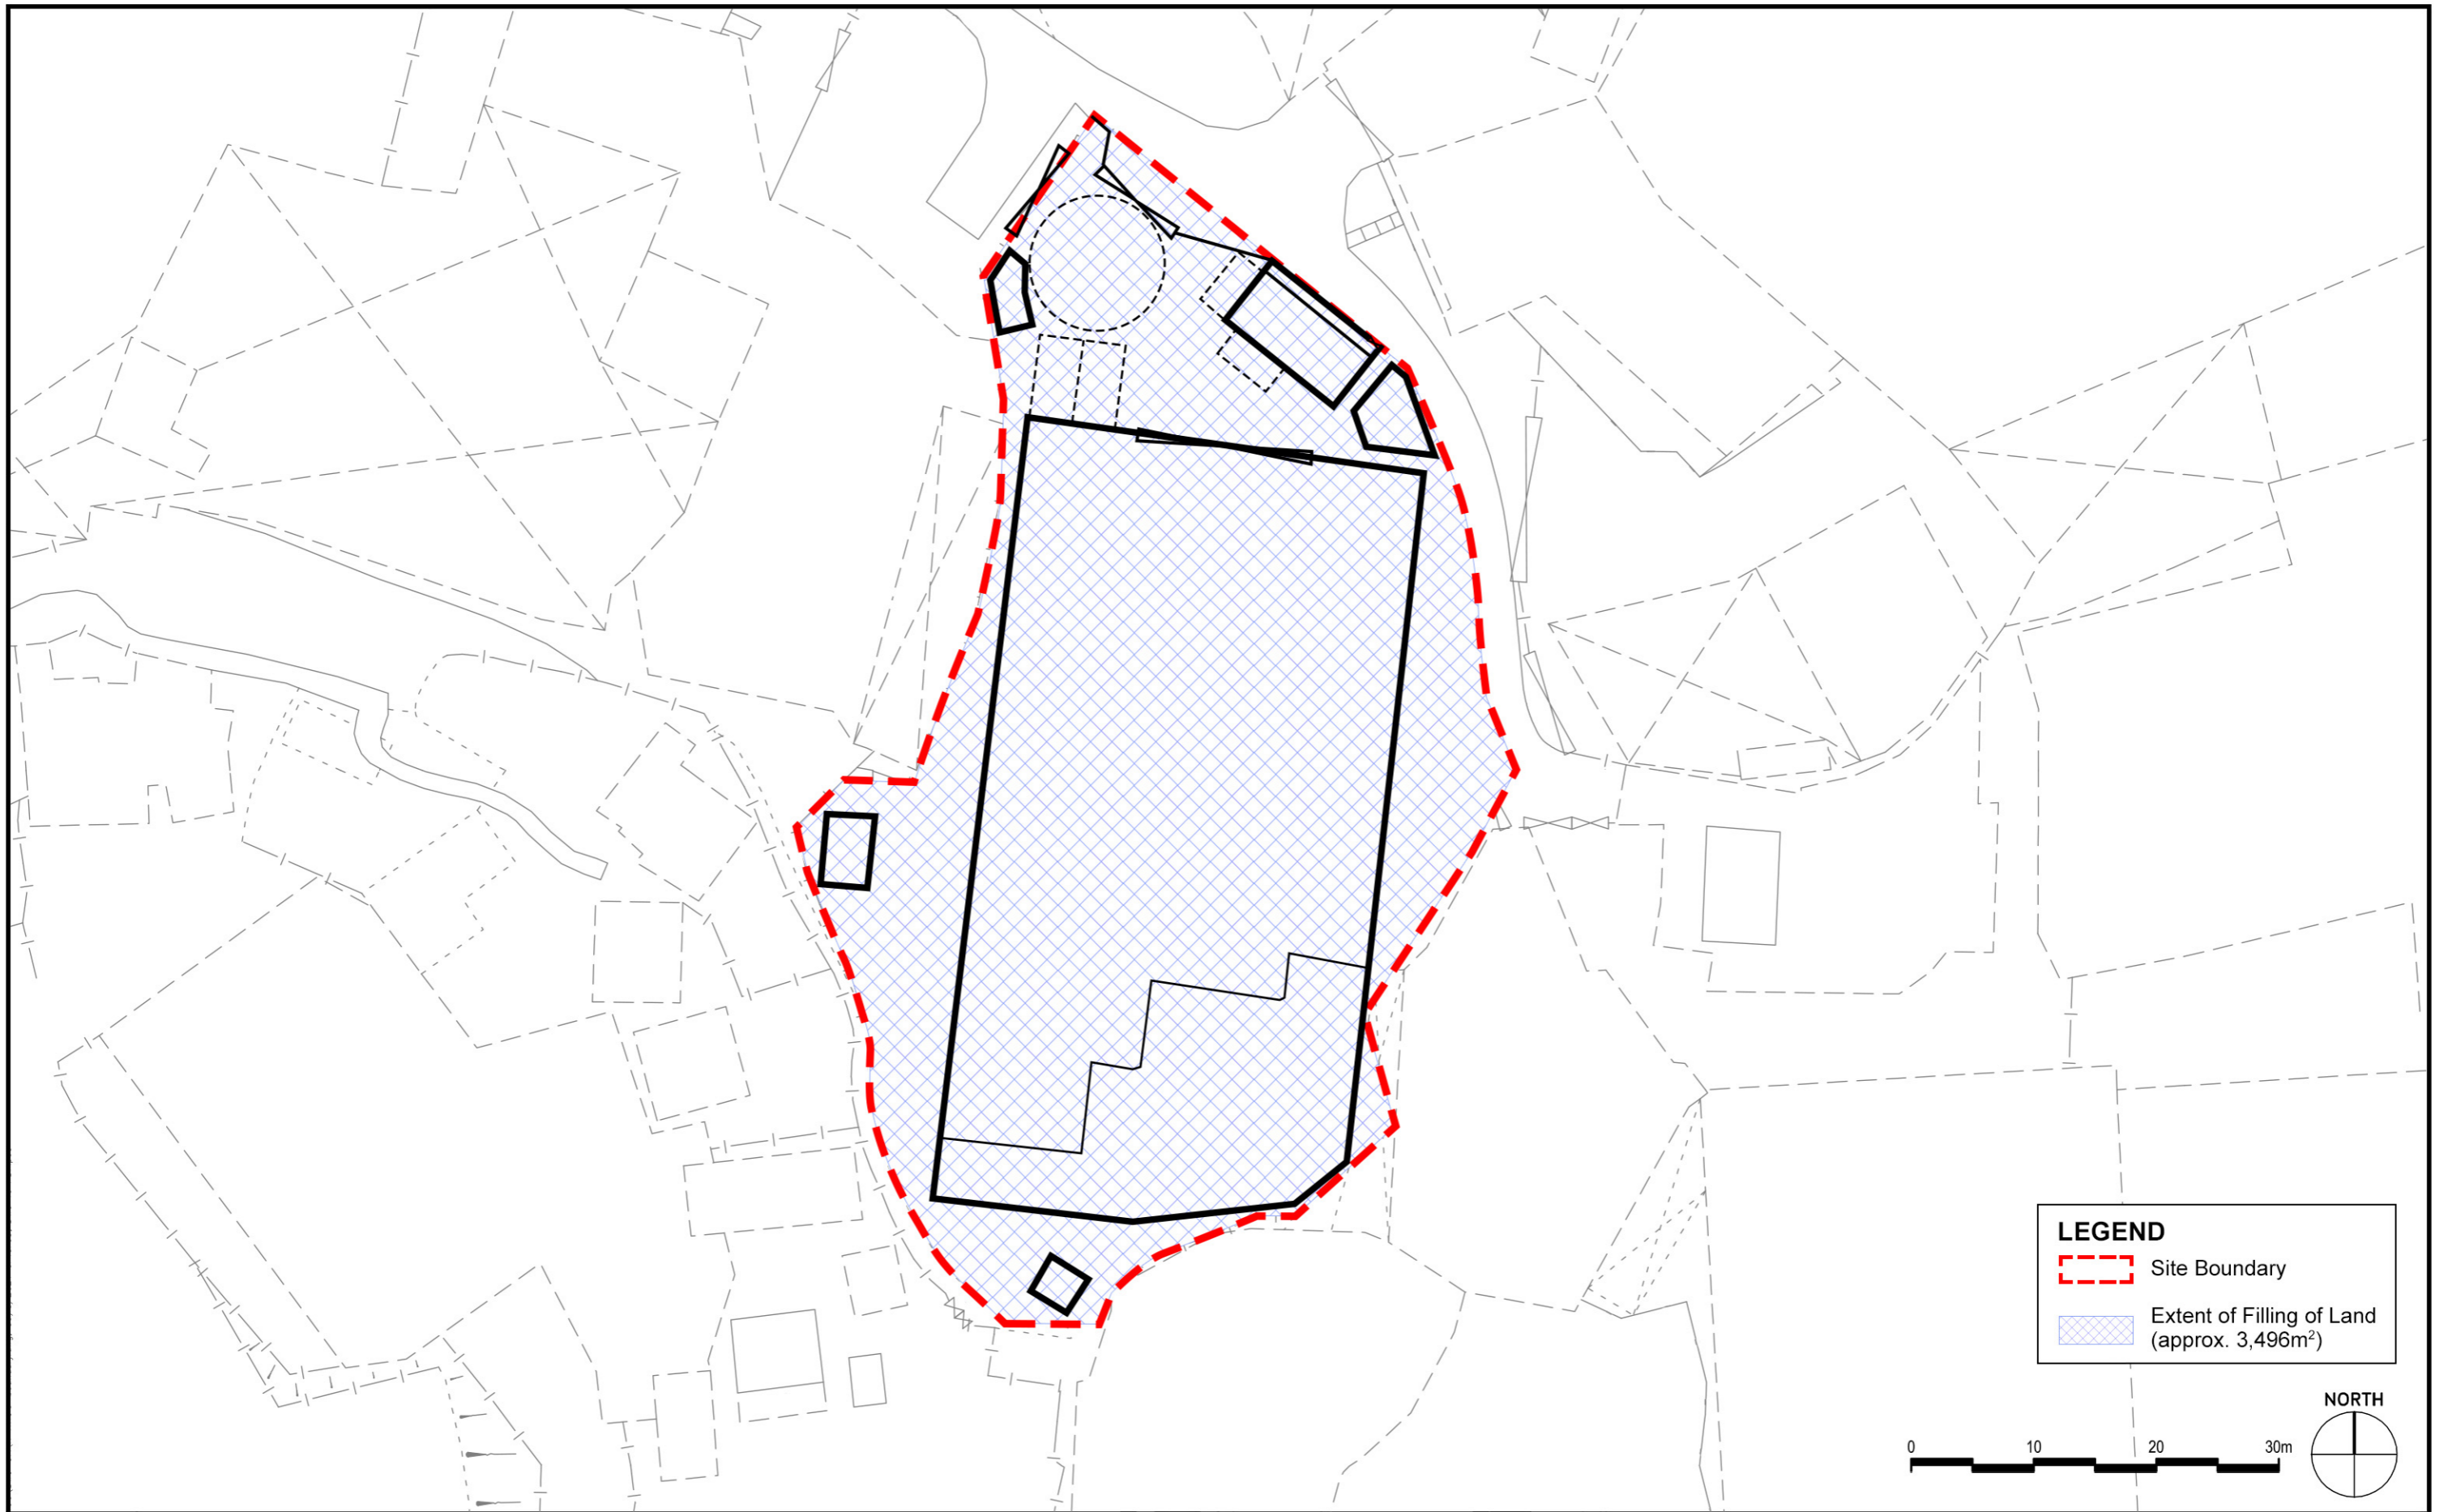 LEGEND
Site Boundary
Extent of Filling of Land
(approx. 3,496m²)
NORTH
0 10 20 30m